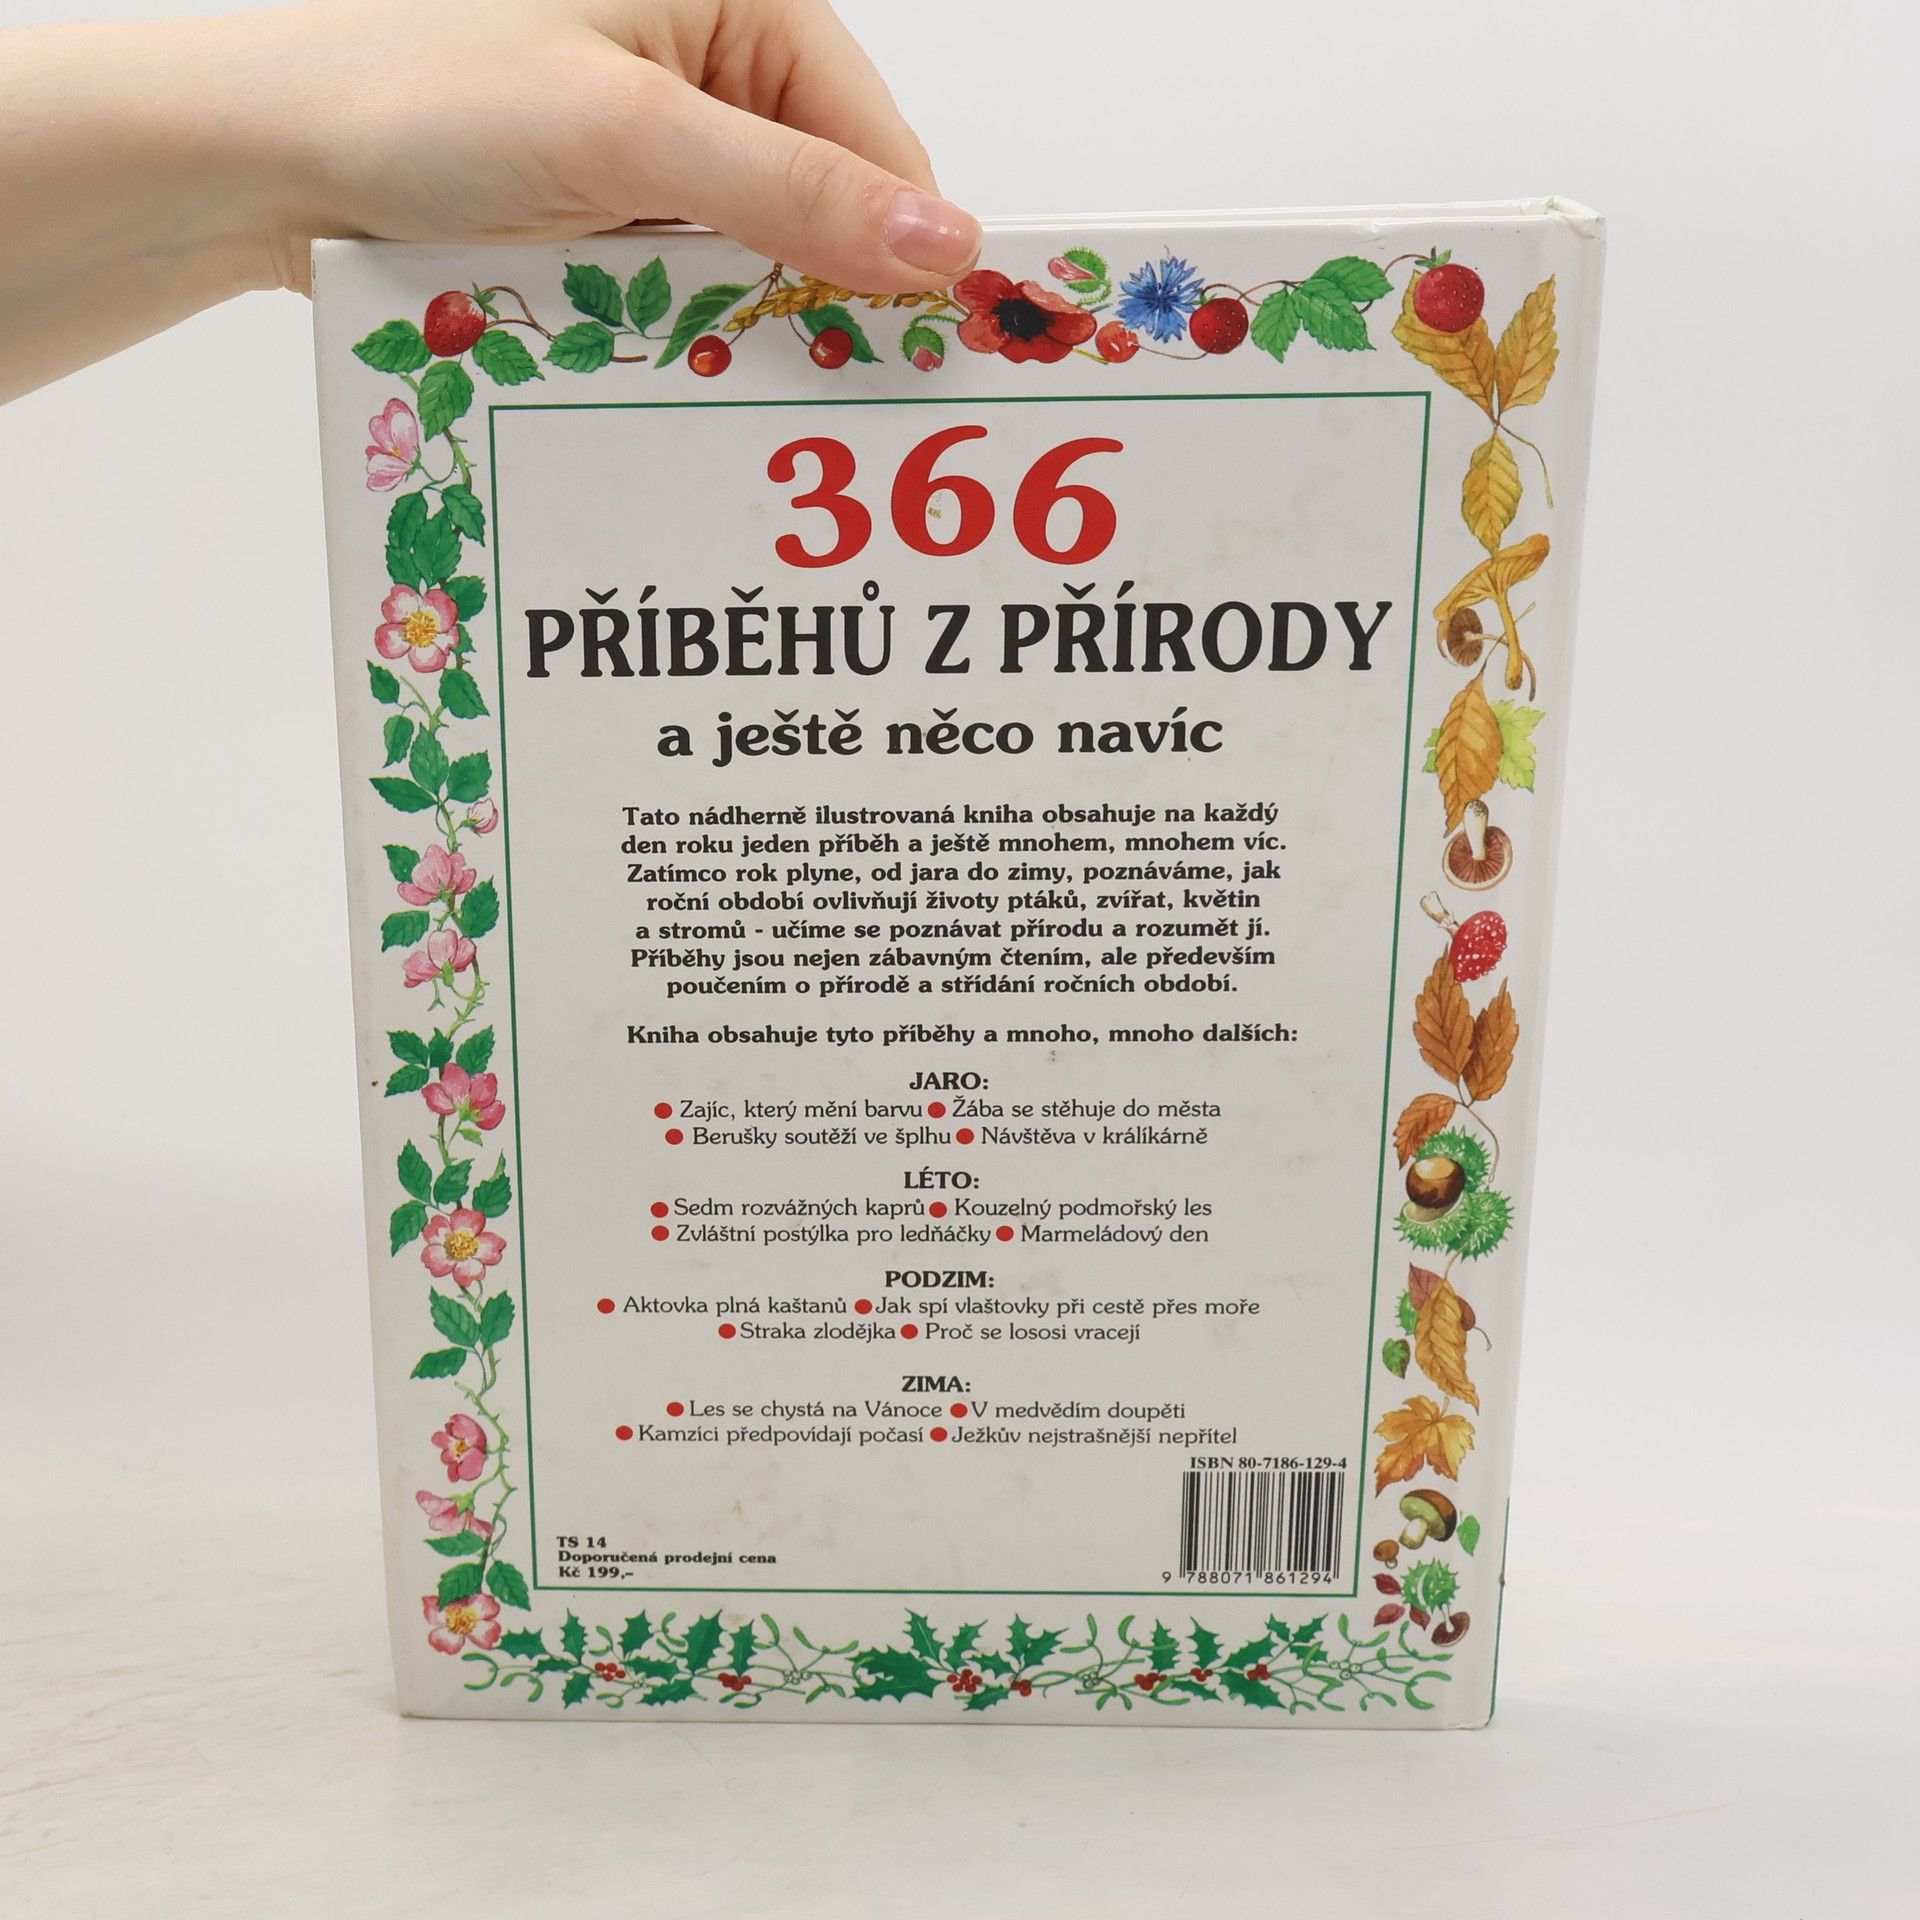 366
PŘÍBĚHŮ Z PŘÍRODY
a ještě něco navíc
Tato nádherně ilustrovaná kniha obsahuje na každý
den roku jeden příběh a ještě mnohem, mnohem víc.
Zatímco rok plyne, od jara do zimy, poznáváme, jak
roční období ovlivňují životy ptáků, zvířat, květin
a stromů - učíme se poznávat přírodu a rozumět jí.
Příběhy jsou nejen zábavným čtením, ale především
poučením o přírodě a střídání ročních období.
Kniha obsahuje tyto příběhy a mnoho, mnoho dalších:
JARO:
● Zajíc, který mění barvu ● Žába se stěhuje do města
● Berušky soutěží ve šplhu ● Návštěva v králíkárně
LÉTO:
● Sedm rozvážných kaprů ● Kouzelný podmořský les
● Zvláštní postýlka pro ledňáčky ● Marmeládový den
PODZIM:
● Aktovka plná kaštanů ● Jak spí vlaštovky při cestě přes moře
● Straka zlodějka ● Proč se lososi vracejí
ZIMA:
● Les se chystá na Vánoce ● V medvědím doupěti
● Kamzíci předpovídají počasí ● Ježkův nejstrašnější nepřítel
ISBN 80-7186-129-4
9 788071 861294
TS 14
Doporučená prodejní cena
Kč 199,-